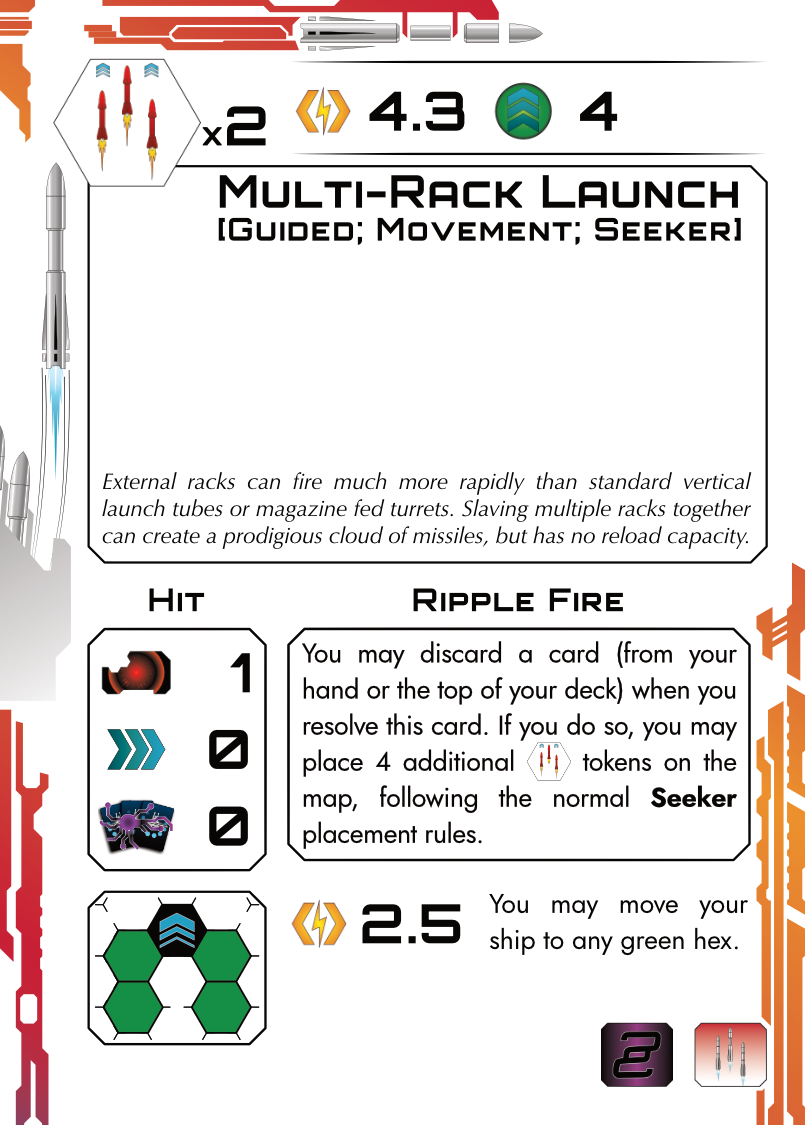 x2 4.3 4
Multi-Rack Launch
[Guided; Movement; Seeker]
External racks can fire much more rapidly than standard vertical
launch tubes or magazine fed turrets. Slaving multiple racks together
can create a prodigious cloud of missiles, but has no reload capacity.
Hit
1
0
0
Ripple Fire
You may discard a card (from your
hand or the top of your deck) when you
resolve this card. If you do so, you may
place 4 additional tokens on the
map, following the normal Seeker
placement rules.
2.5
You may move your
ship to any green hex.
2